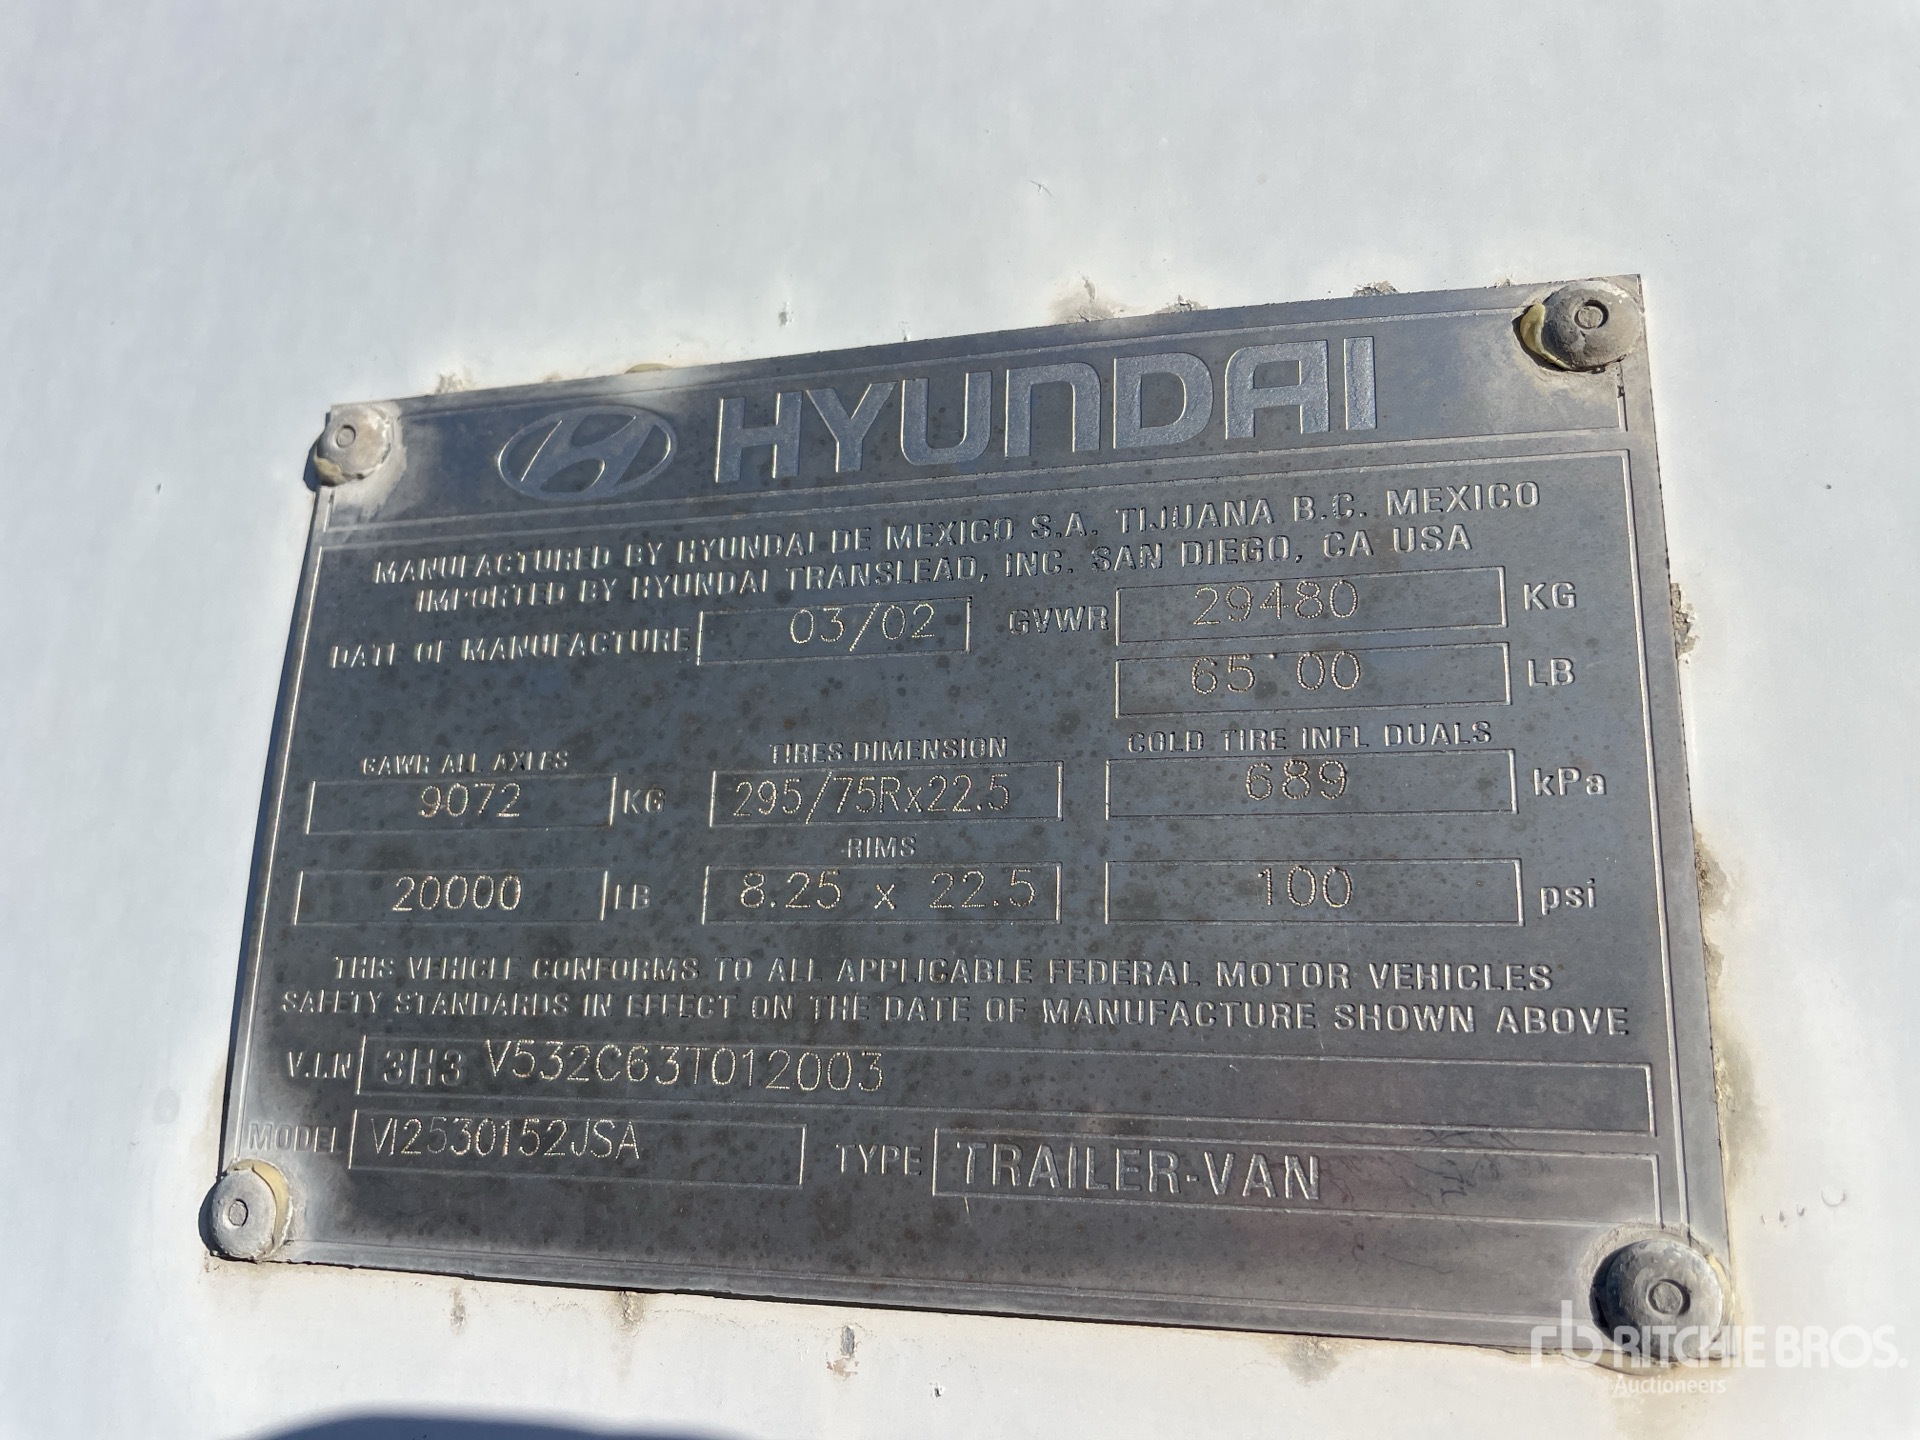 HYUNDAI
MANUFACTURED BY HYUNDAI DE MEXICO S.A. TIJUANA B.C. MEXICO
IMPORTED BY HYUNDAI TRANSLEAD, INC. SAN DIEGO, CA USA
DATE OF MANUFACTURE 03/02 GVWR 29480 KG
65 00 LB
GAWR ALL AXLES TIRES-DIMENSION COLD TIRE INFL DUALS
9072 KG 295/75Rx22.5 689 kPa
RIMS
20000 LB 8.25 x 22.5 100 psi
THIS VEHICLE CONFORMS TO ALL APPLICABLE FEDERAL MOTOR VEHICLES
SAFETY STANDARDS IN EFFECT ON THE DATE OF MANUFACTURE SHOWN ABOVE
V.I.N 3H3 V532C63T012003
MODEL VI2530152JSA TYPE TRAILER-VAN
rb RITCHIE BROS.
Auctioneers